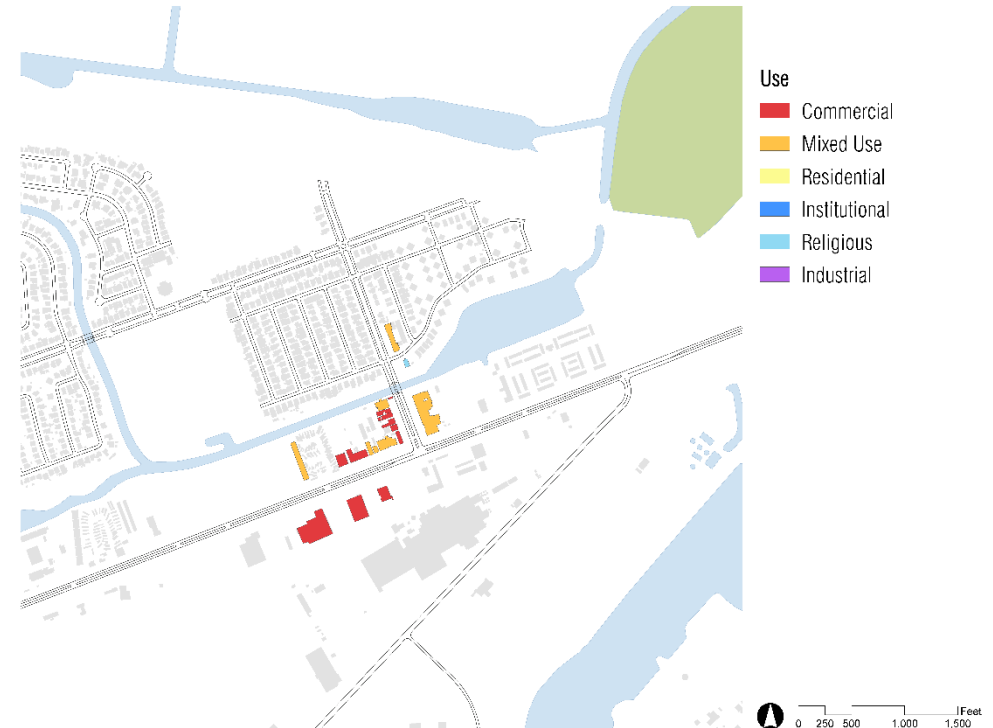 Use
Commercial
Mixed Use
Residential
Institutional
Religious
Industrial
Feet
0 250 500 1,000 1,500